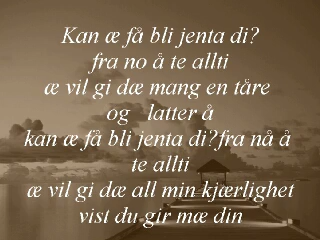 Kan æ få bli jenta di?
fra no å te allti
æ vil gi dæ mang en tåre
og latter å
kan æ få bli jenta di?fra nå å
te allti
æ vil gi dæ all min kjærlighet
vist du gir mæ din